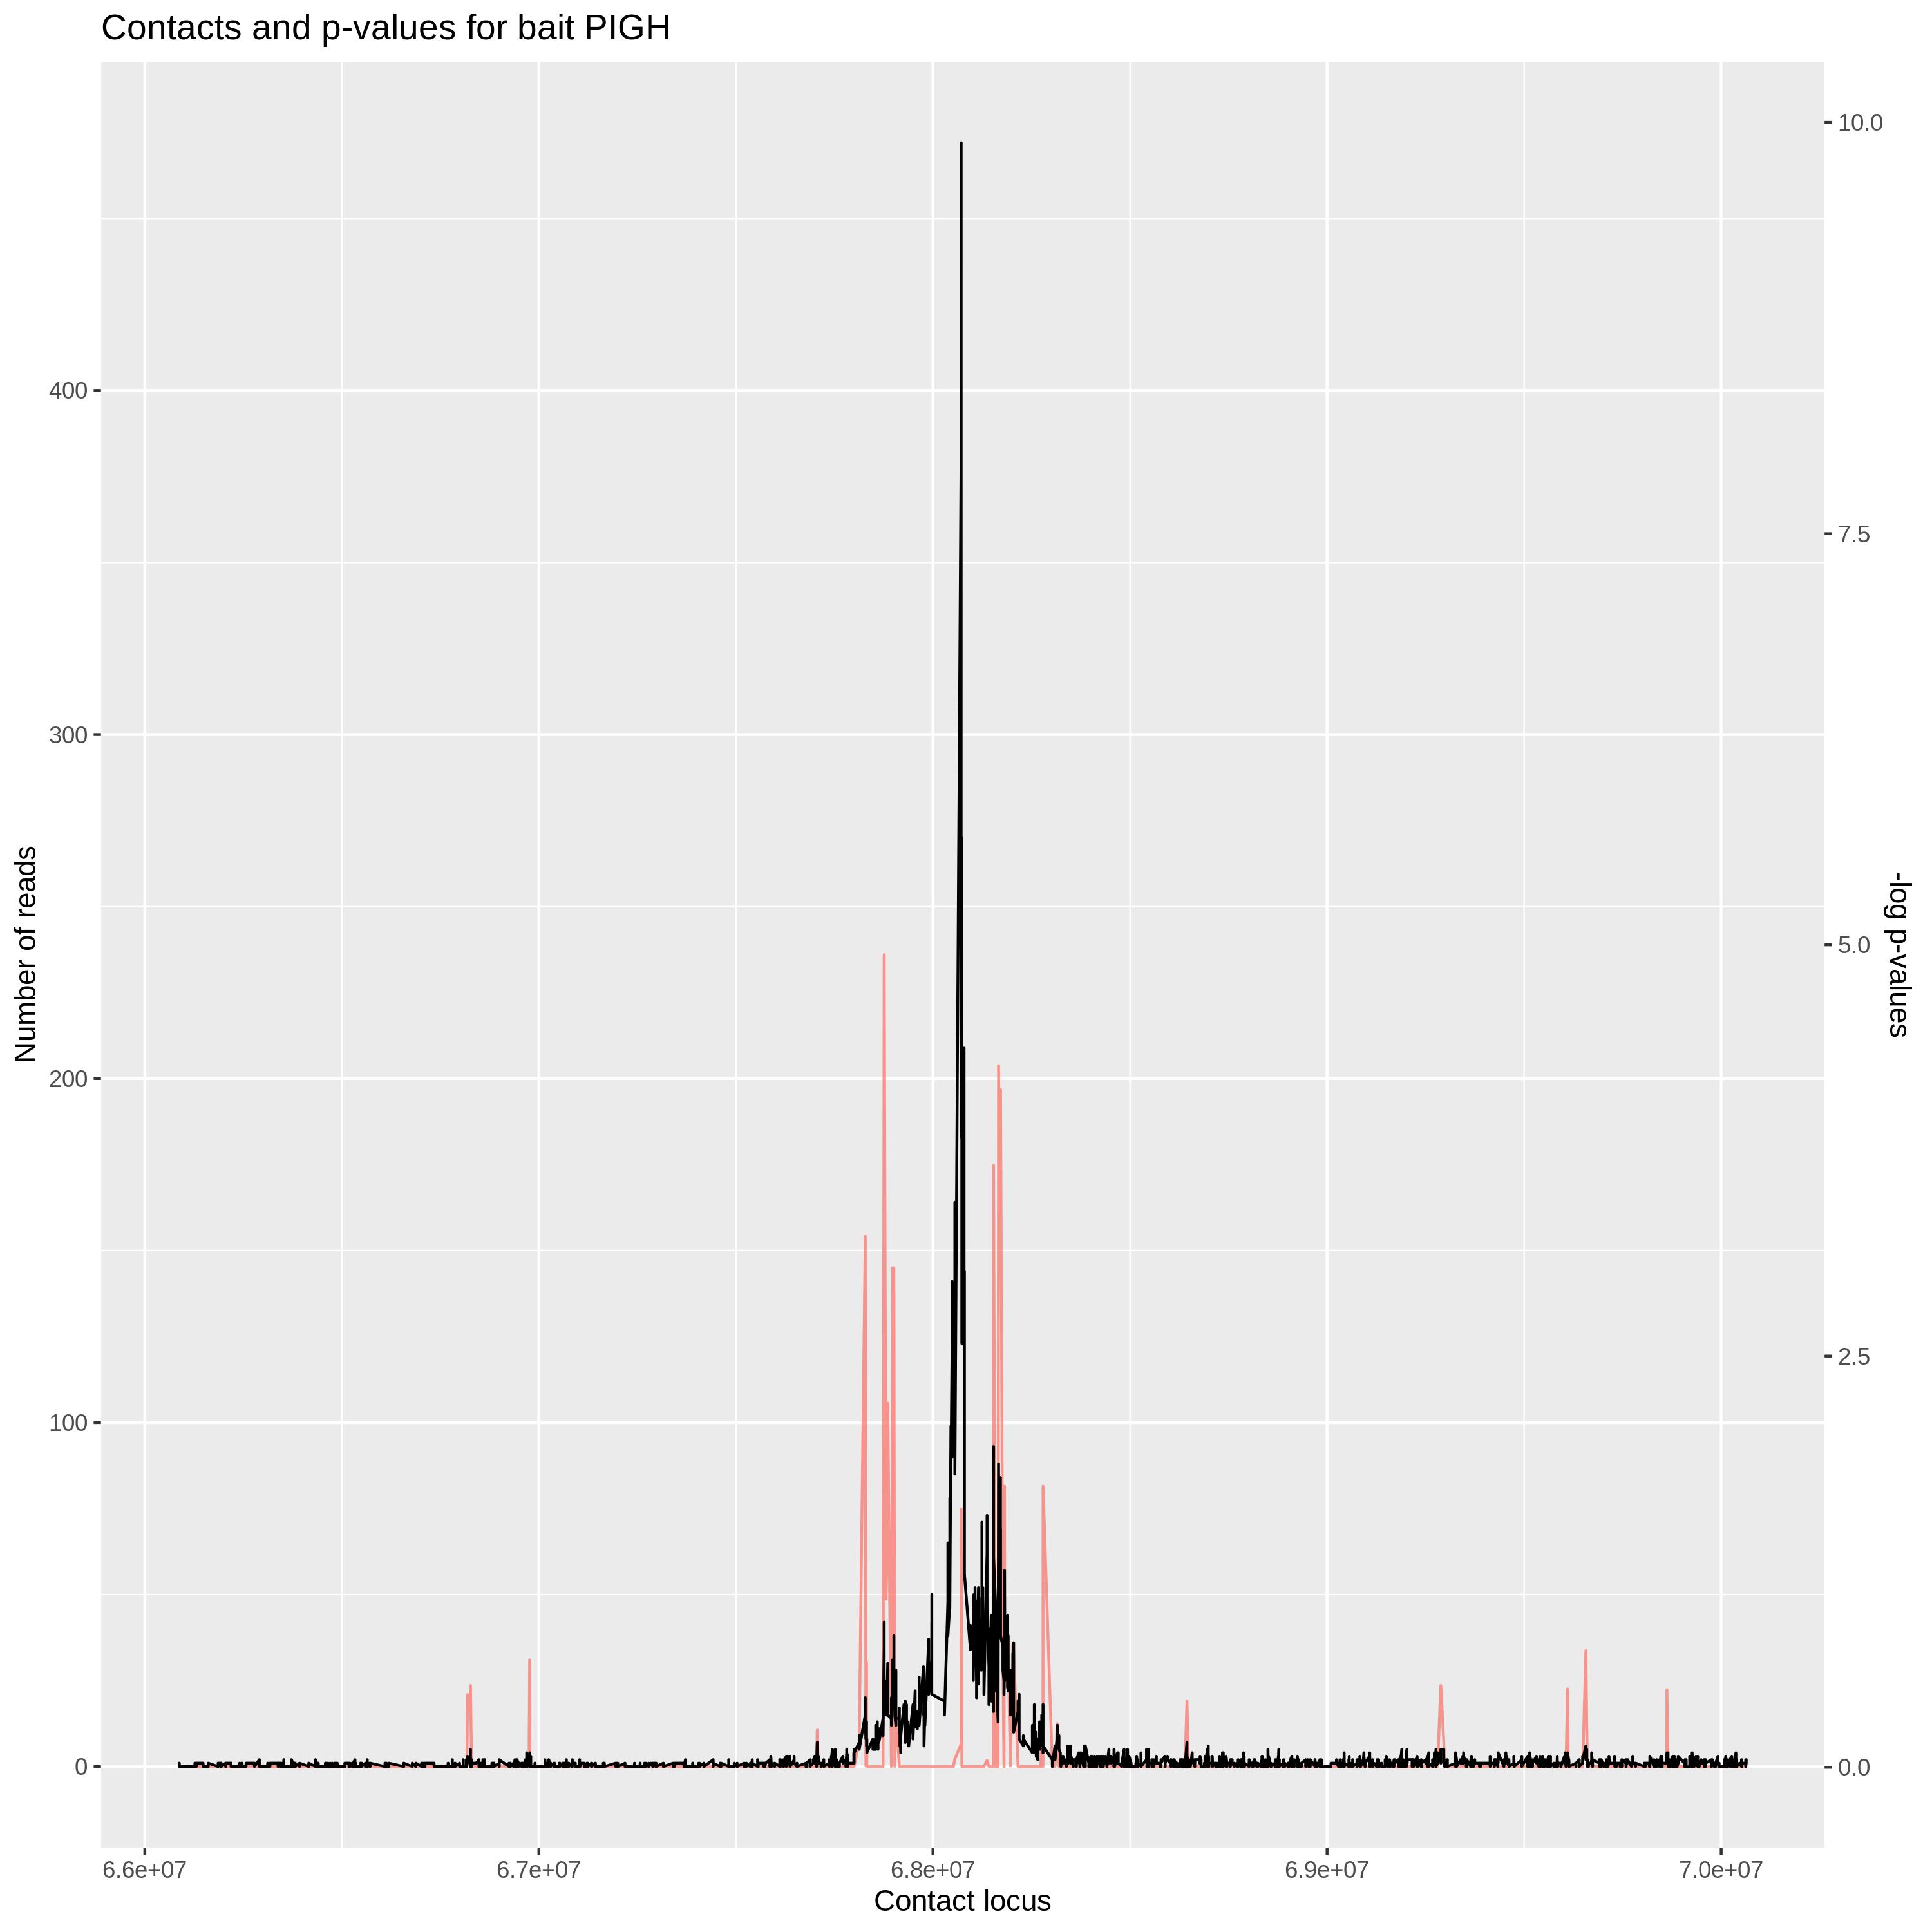 Contacts and p-values for bait PIGH
Number of reads
400
300
200
100
0
10.0
7.5
5.0
2.5
0.0
-log p-values
6.6e+07 6.7e+07 6.8e+07 6.9e+07 7.0e+07
Contact locus